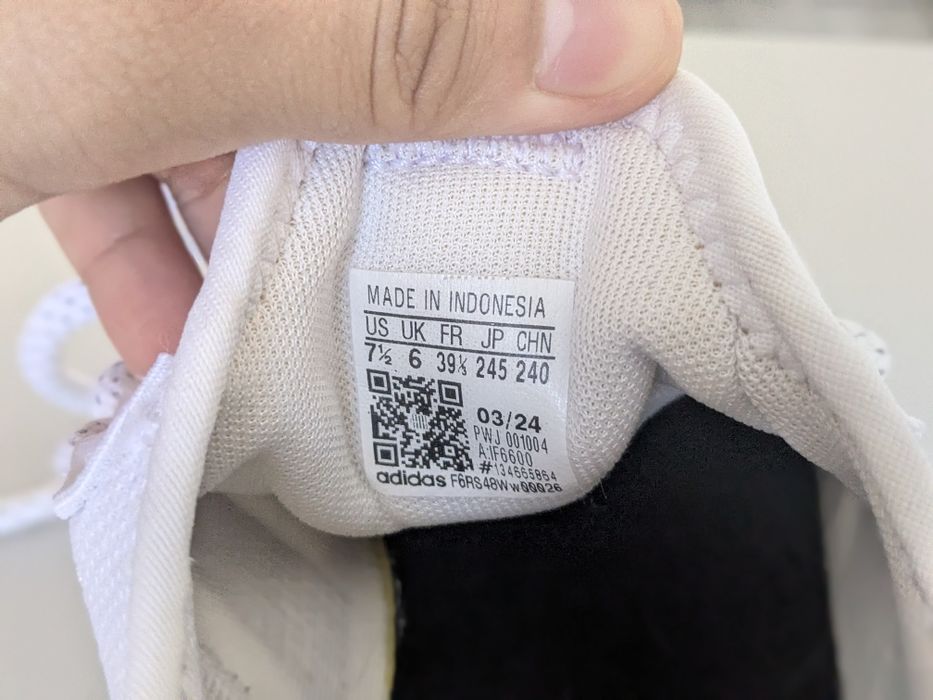 MADE IN INDONESIA
US UK FR JP CHN
7½ 6 39⅓ 245 240
03/24
PWJ 001004
A:IF6600
#134665864
adidas F6RS48Ww00026